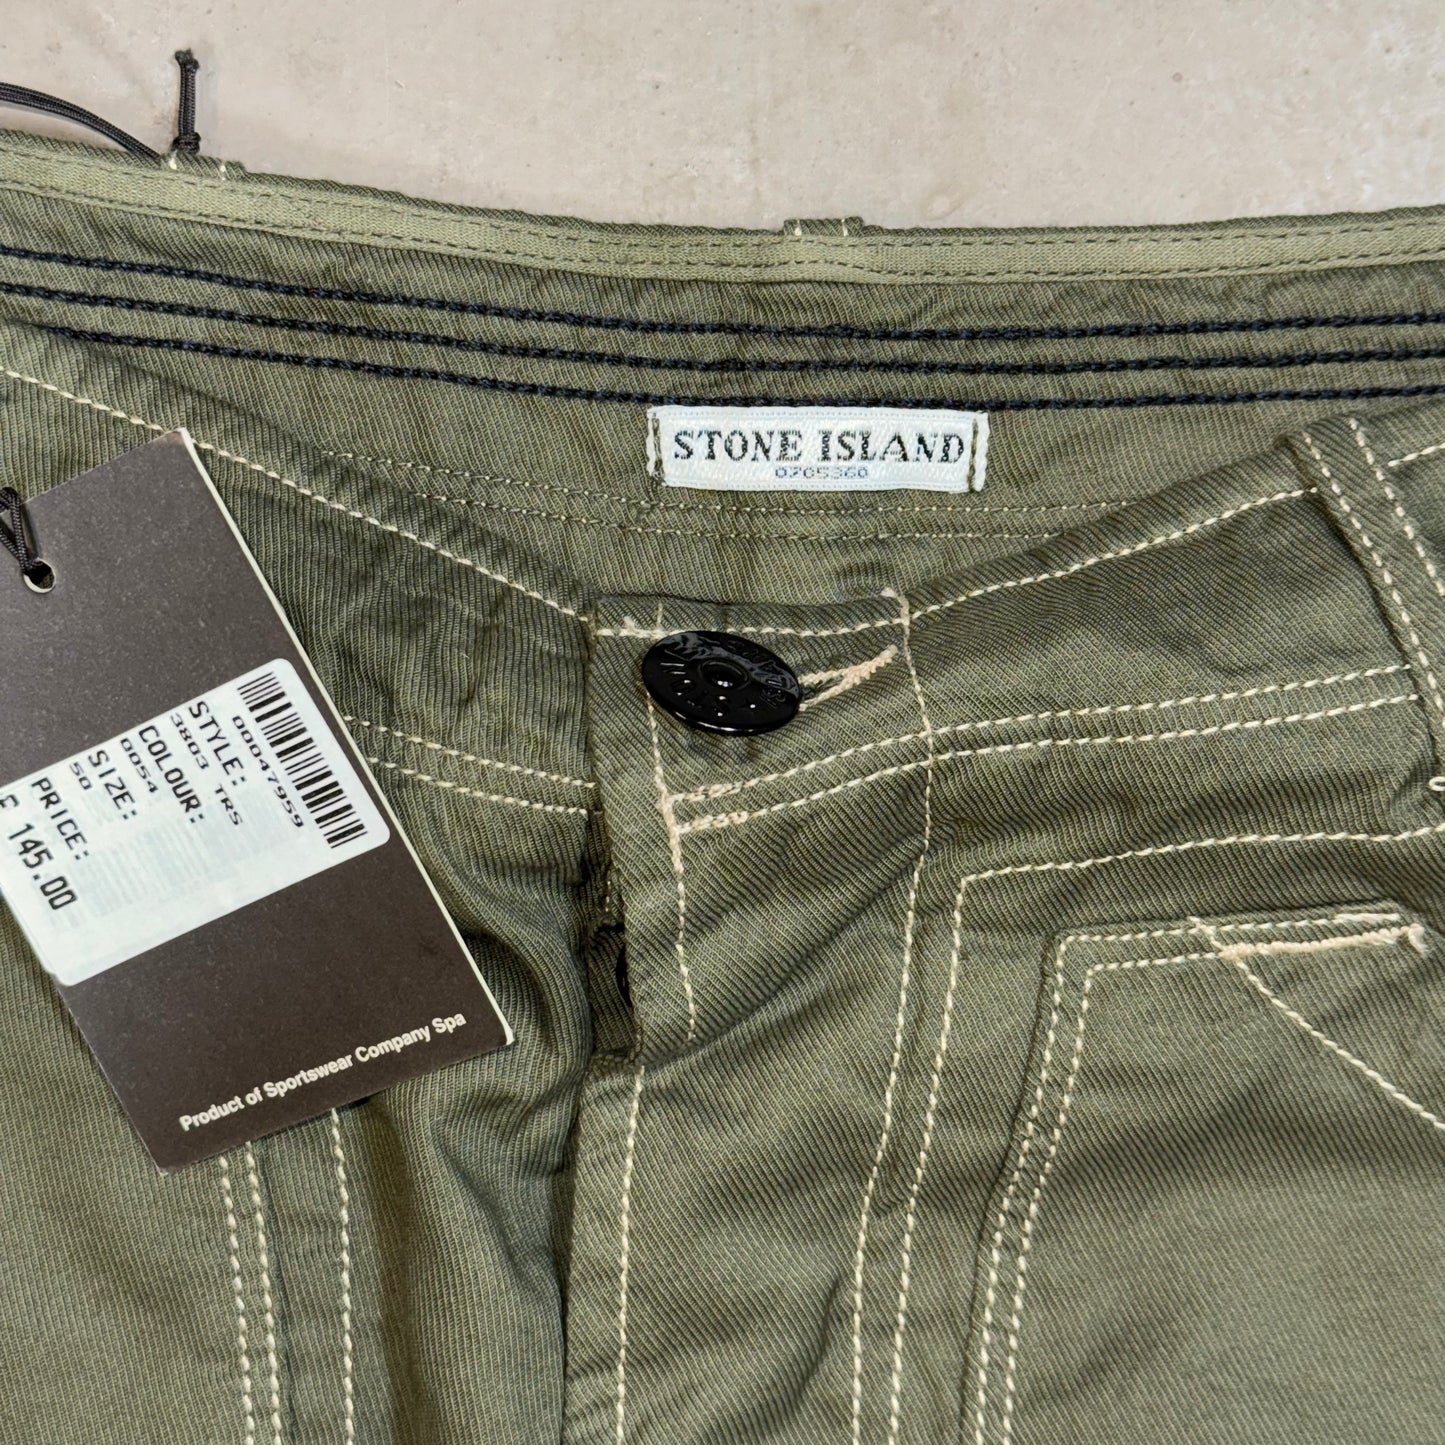 STONE ISLAND
0705360
00047959
STYLE:
3803 TRS
COLOUR:
0054
SIZE:
50
PRICE:
£ 145.00
Product of Sportswear Company Spa